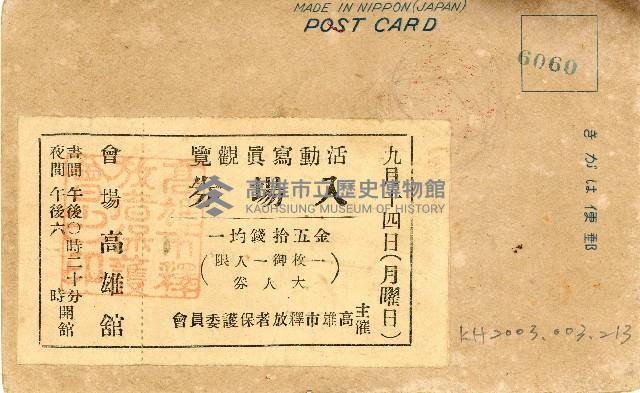 MADE IN NIPPON (JAPAN)
POST CARD
6060
きがは便郵
九月十四日(月曜日)
覽觀眞寫動活
券場入
一均錢拾五金
(限人一御枚一)
券人大
主催
會員委護保者放釋市雄高
會場高雄舘
晝間 午後〇時二十分
夜間 午後六時
開舘
高雄市立歷史博物館
KAOHSIUNG MUSEUM OF HISTORY
KH2003.003.213